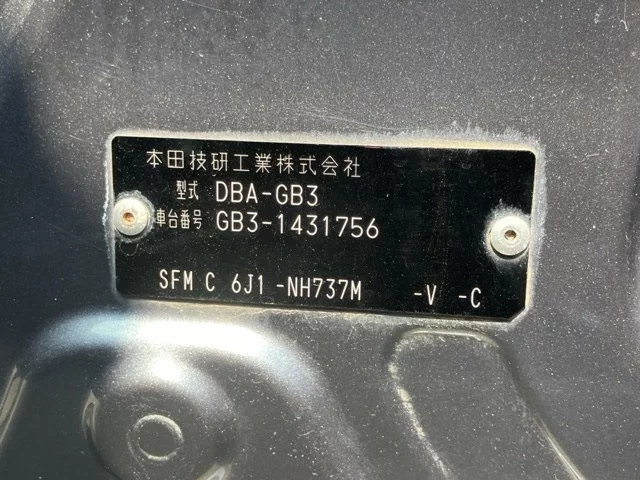 本田技研工業株式会社
型式 DBA-GB3
車台番号 GB3-1431756
SFM C 6J1 -NH737M -V -C